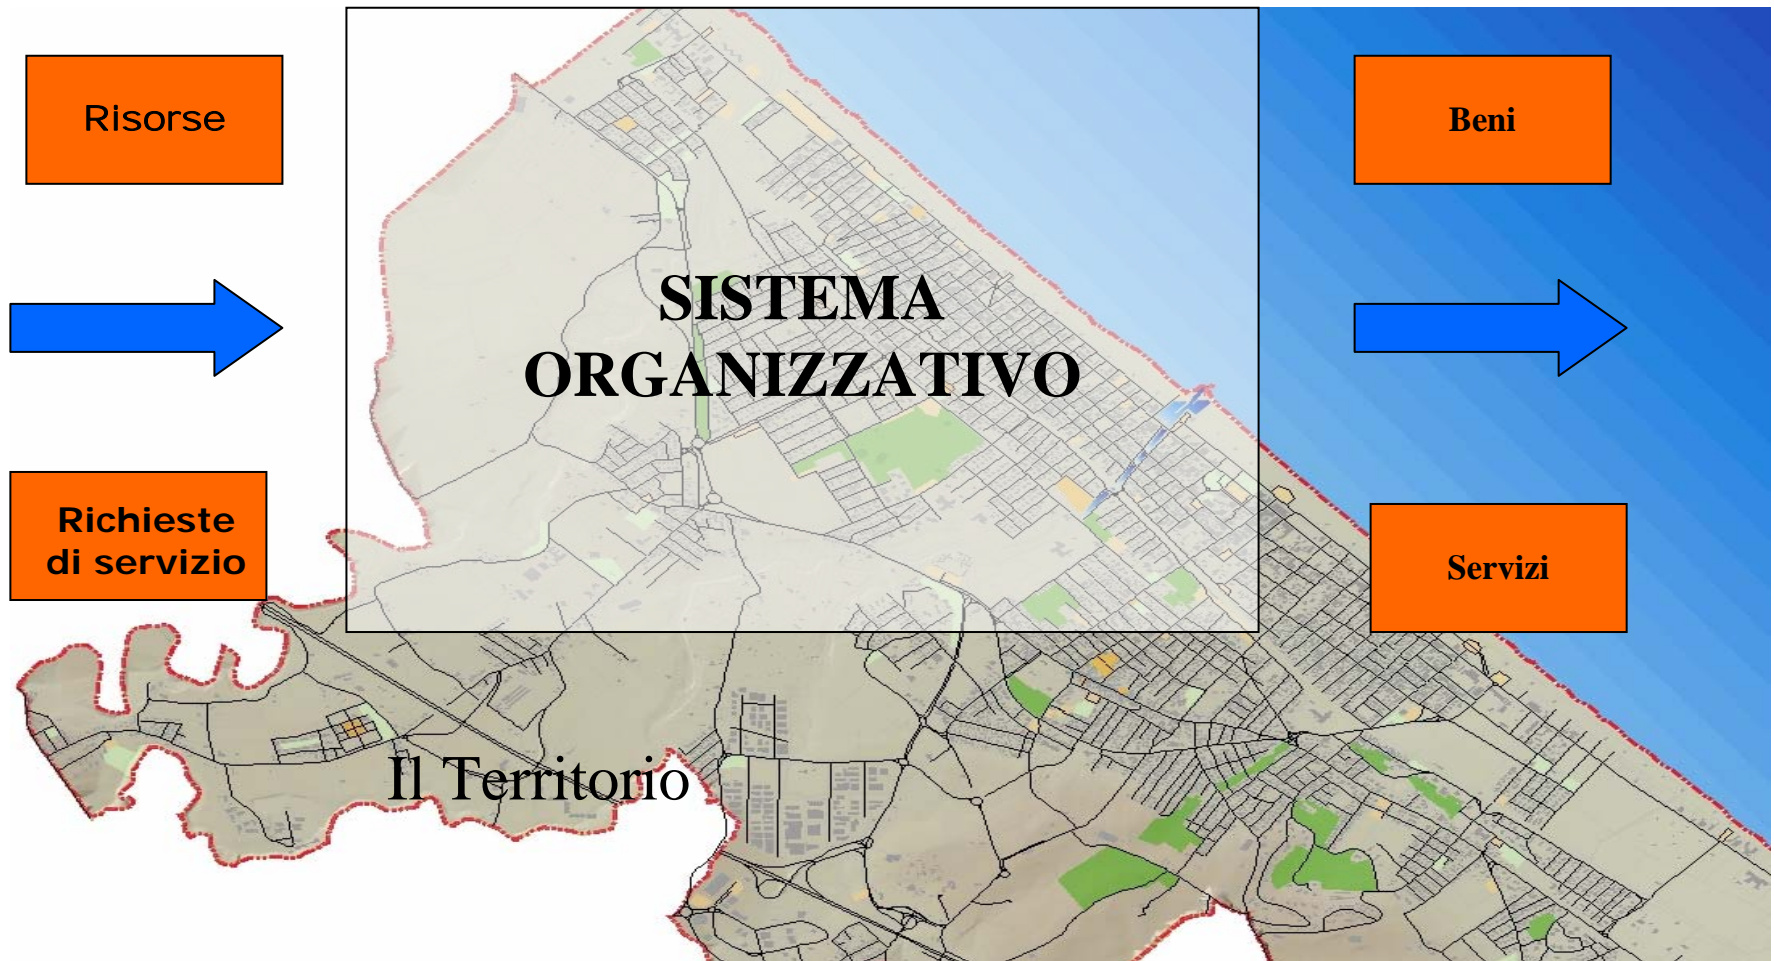 Risorse
Beni
SISTEMA
ORGANIZZATIVO
Richieste
di servizio
Servizi
Il Territorio